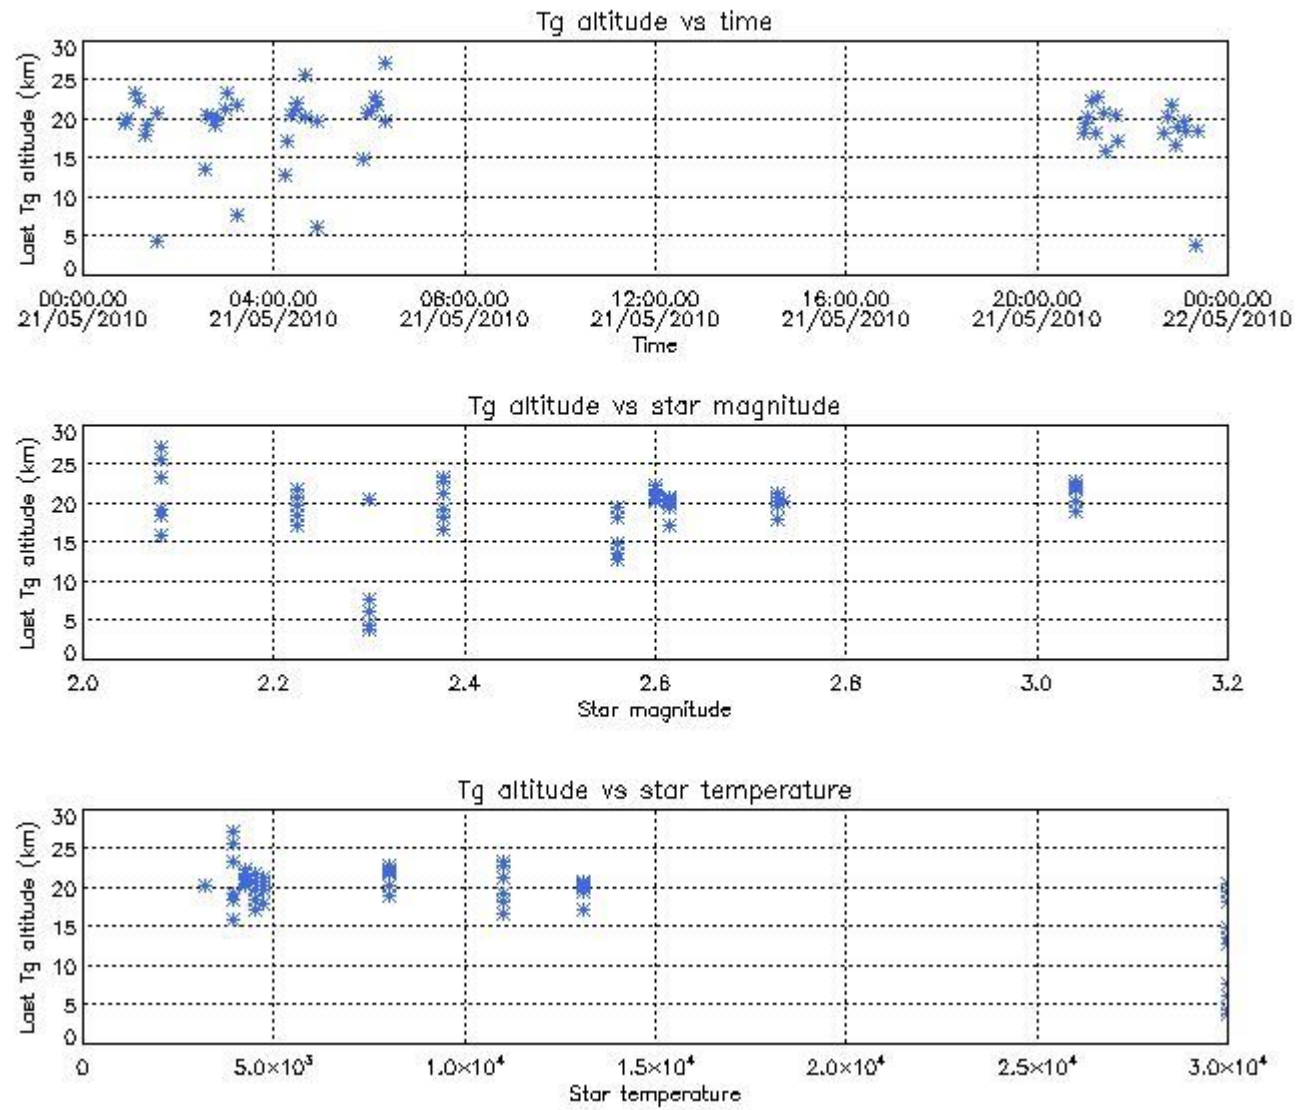 Tg altitude vs time
Last Tg altitude (km)
30
25
20
15
10
5
0
00:00.00 04:00.00 08:00.00 12:00.00 16:00.00 20:00.00 00:00.00
21/05/2010 21/05/2010 21/05/2010 21/05/2010 21/05/2010 21/05/2010 22/05/2010
Time
Tg altitude vs star magnitude
Last Tg altitude (km)
30
25
20
15
10
5
0
2.0 2.2 2.4 2.6 2.8 3.0 3.2
Star magnitude
Tg altitude vs star temperature
Last Tg altitude (km)
30
25
20
15
10
5
0
0 5.0×10³ 1.0×10⁴ 1.5×10⁴ 2.0×10⁴ 2.5×10⁴ 3.0×10⁴
Star temperature